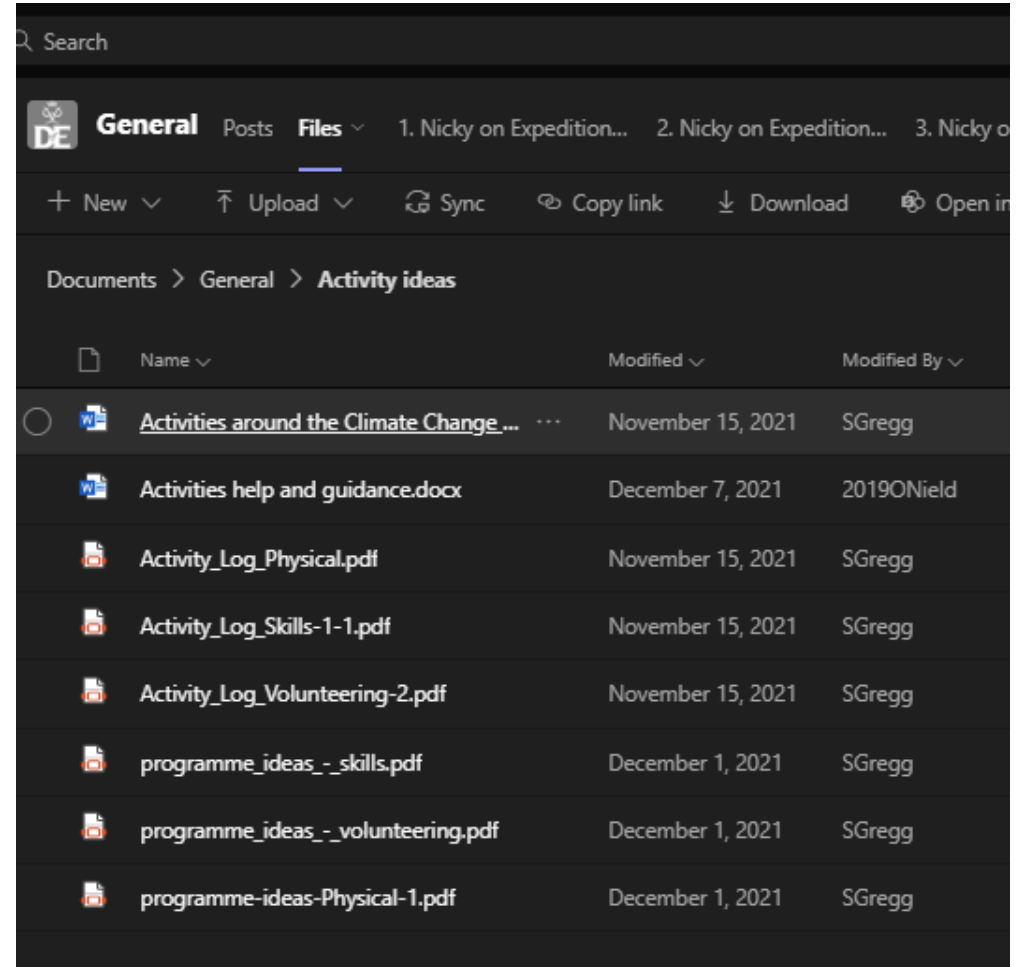 Search
DE General Posts Files 1. Nicky on Expedition... 2. Nicky on Expedition... 3. Nicky o
New Upload Sync Copy link Download Open in
Documents > General > Activity ideas
Name Modified Modified By
Activities around the Climate Change ... ... November 15, 2021 SGregg
Activities help and guidance.docx December 7, 2021 2019ONield
Activity_Log_Physical.pdf November 15, 2021 SGregg
Activity_Log_Skills-1-1.pdf November 15, 2021 SGregg
Activity_Log_Volunteering-2.pdf November 15, 2021 SGregg
programme_ideas_-_skills.pdf December 1, 2021 SGregg
programme_ideas_-_volunteering.pdf December 1, 2021 SGregg
programme-ideas-Physical-1.pdf December 1, 2021 SGregg